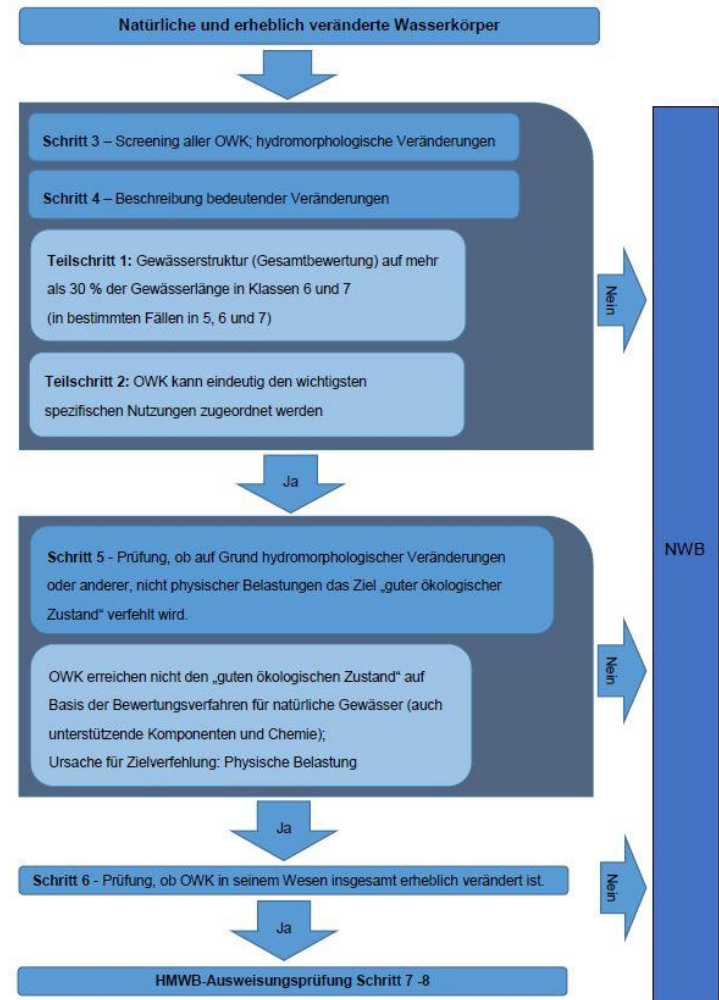 Natürliche und erheblich veränderte Wasserkörper
Schritt 3 – Screening aller OWK; hydromorphologische Veränderungen
Schritt 4 – Beschreibung bedeutender Veränderungen
Teilschritt 1: Gewässerstruktur (Gesamtbewertung) auf mehr
als 30 % der Gewässerlänge in Klassen 6 und 7
(in bestimmten Fällen in 5, 6 und 7)
Nein
Teilschritt 2: OWK kann eindeutig den wichtigsten
spezifischen Nutzungen zugeordnet werden
Ja
Schritt 5 - Prüfung, ob auf Grund hydromorphologischer Veränderungen
oder anderer, nicht physischer Belastungen das Ziel „guter ökologischer
Zustand“ verfehlt wird.
NWB
OWK erreichen nicht den „guten ökologischen Zustand“ auf
Basis der Bewertungsverfahren für natürliche Gewässer (auch
unterstützende Komponenten und Chemie);
Ursache für Zielverfehlung: Physische Belastung
Nein
Ja
Schritt 6 - Prüfung, ob OWK in seinem Wesen insgesamt erheblich verändert ist.
Nein
Ja
HMWB-Ausweisungsprüfung Schritt 7 -8